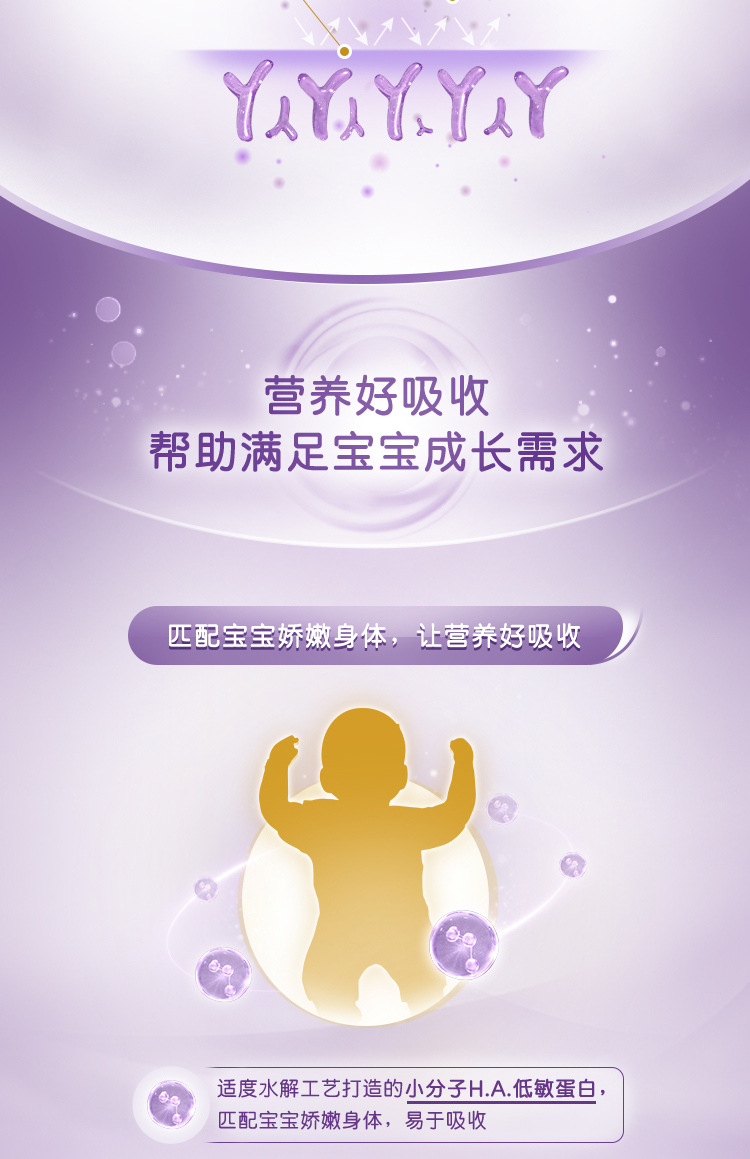 营养好吸收
帮助满足宝宝成长需求
匹配宝宝娇嫩身体，让营养好吸收
适度水解工艺打造的小分子H.A.低敏蛋白，
匹配宝宝娇嫩身体，易于吸收